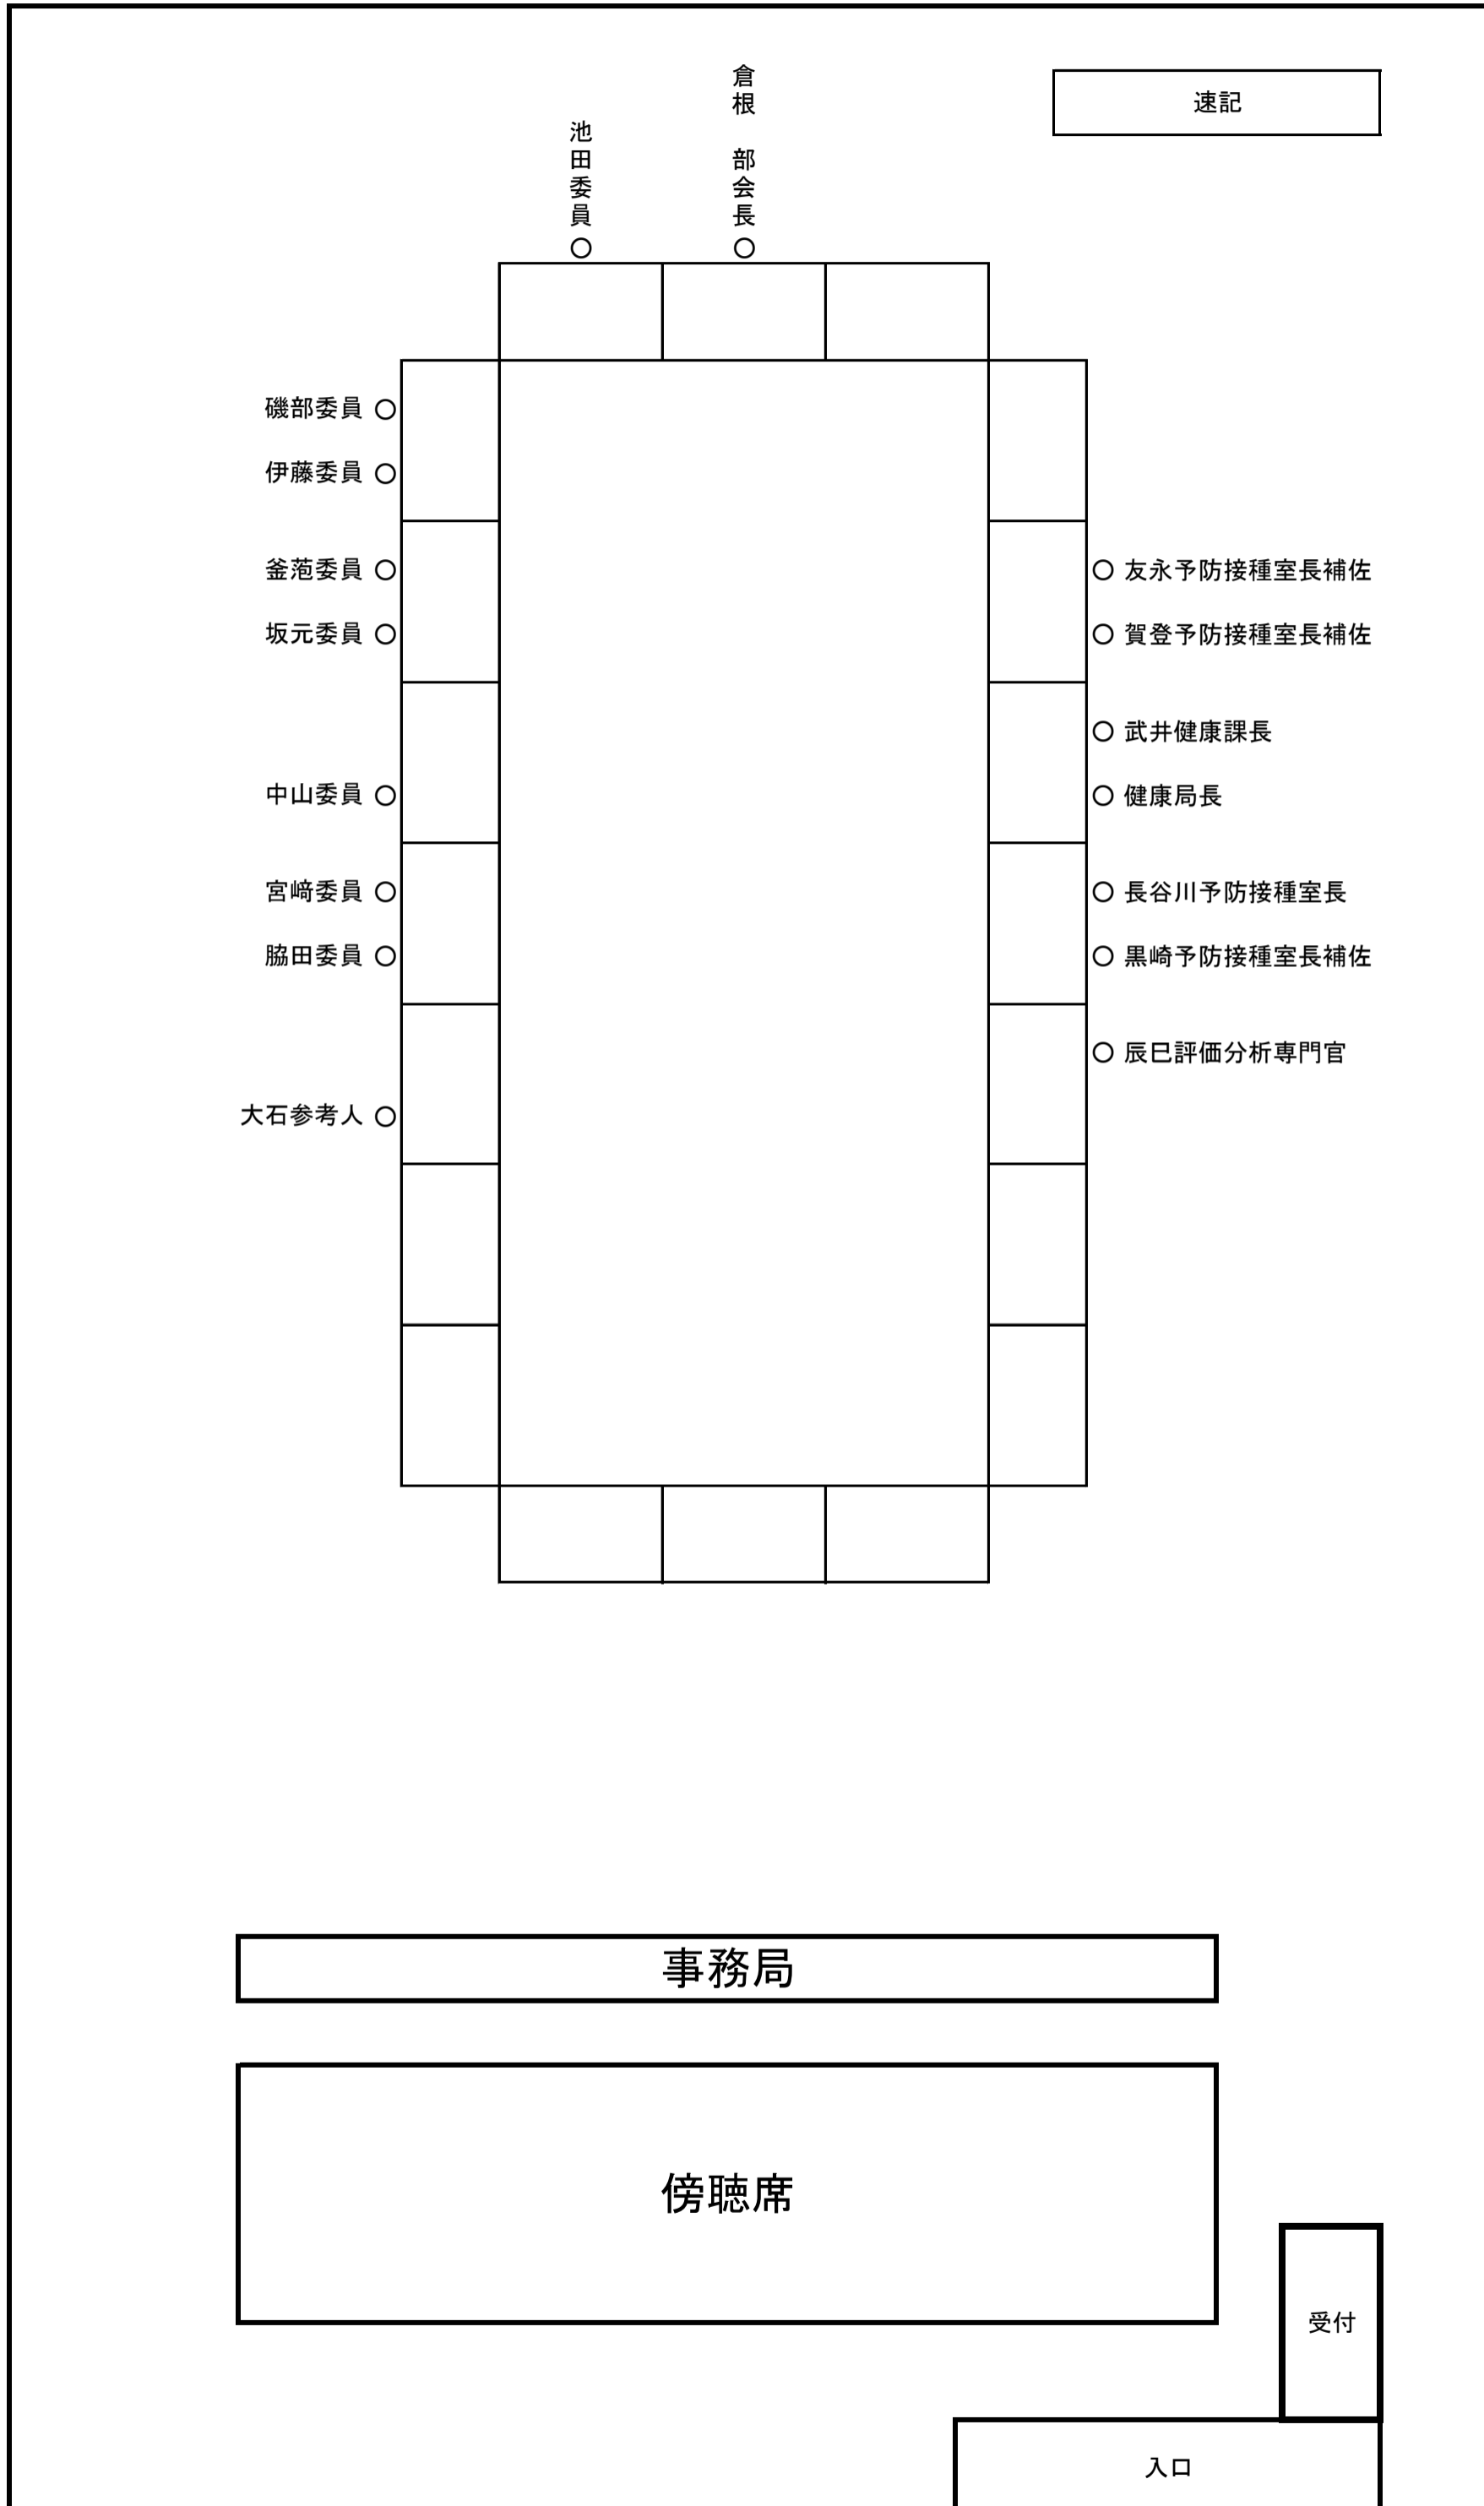 速記
池田委員
倉根 部会長
磯部委員
伊藤委員
釜萢委員
坂元委員
中山委員
宮﨑委員
脇田委員
大石参考人
友永予防接種室長補佐
賀登予防接種室長補佐
武井健康課長
健康局長
長谷川予防接種室長
黒崎予防接種室長補佐
辰巳評価分析専門官
事務局
傍聴席
受付
入口